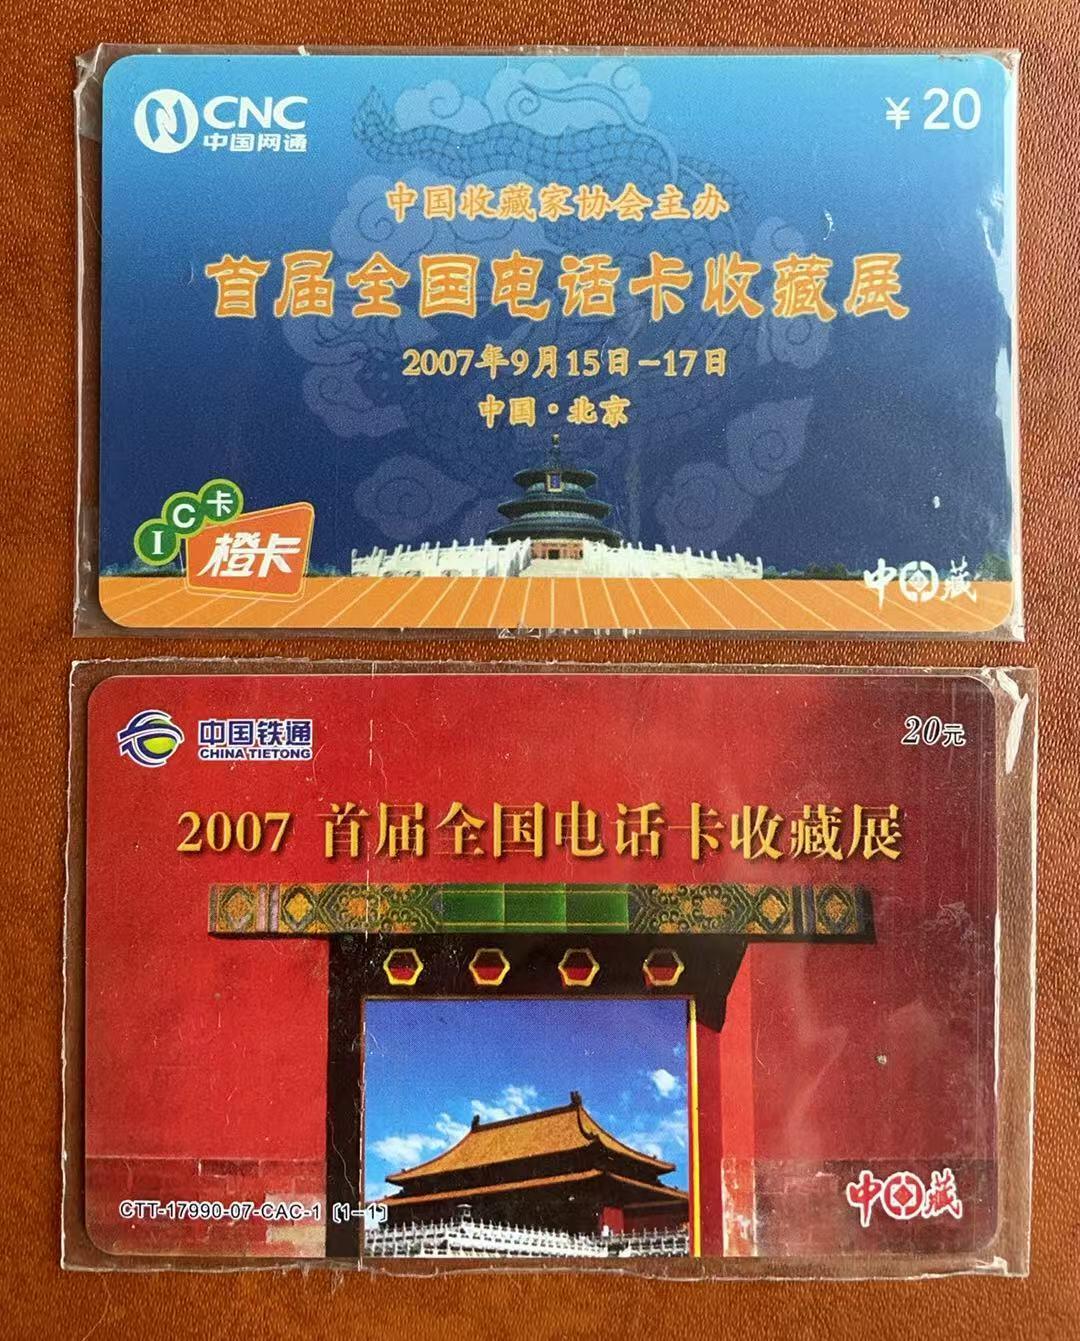 CNC
中国网通
¥20
中国收藏家协会主办
首届全国电话卡收藏展
2007年9月15日-17日
中国·北京
IC卡
橙卡
中国藏
中国铁通
CHINA TIETONG
20元
2007 首届全国电话卡收藏展
CTT-17990-07-CAC-1 [1-1]
中国藏